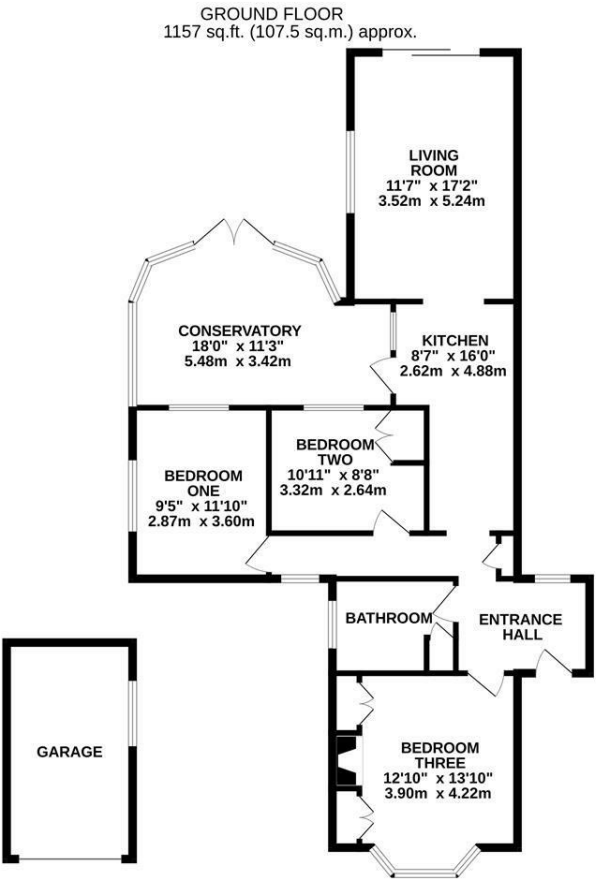 GROUND FLOOR
1157 sq.ft. (107.5 sq.m.) approx.
LIVING
ROOM
11'7" x 17'2"
3.52m x 5.24m
CONSERVATORY
18'0" x 11'3"
5.48m x 3.42m
KITCHEN
8'7" x 16'0"
2.62m x 4.88m
BEDROOM
TWO
10'11" x 8'8"
3.32m x 2.64m
BEDROOM
ONE
9'5" x 11'10"
2.87m x 3.60m
BATHROOM
ENTRANCE
HALL
GARAGE
BEDROOM
THREE
12'10" x 13'10"
3.90m x 4.22m